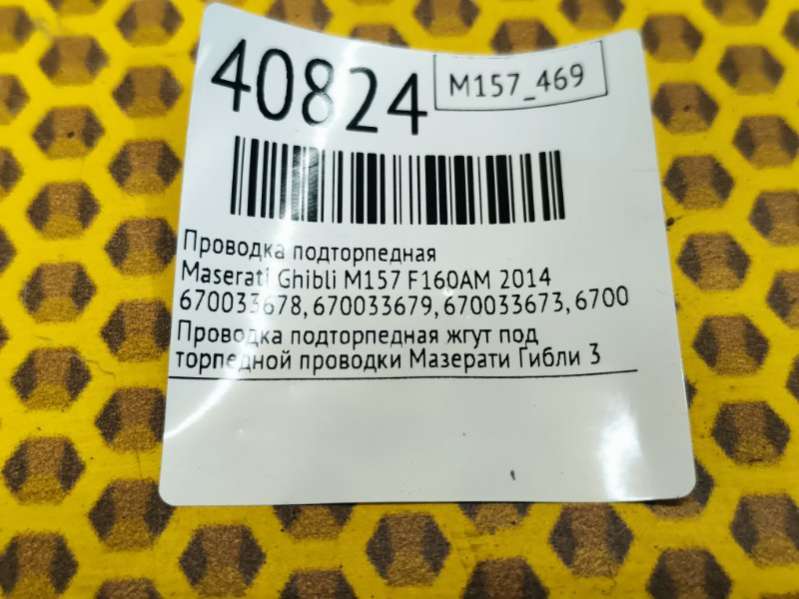 40824
M157_469
Проводка подторпедная
Maserati Ghibli M157 F160AM 2014
670033678, 670033679, 670033673, 6700
Проводка подторпедная жгут под
торпедной проводки Мазерати Гибли 3